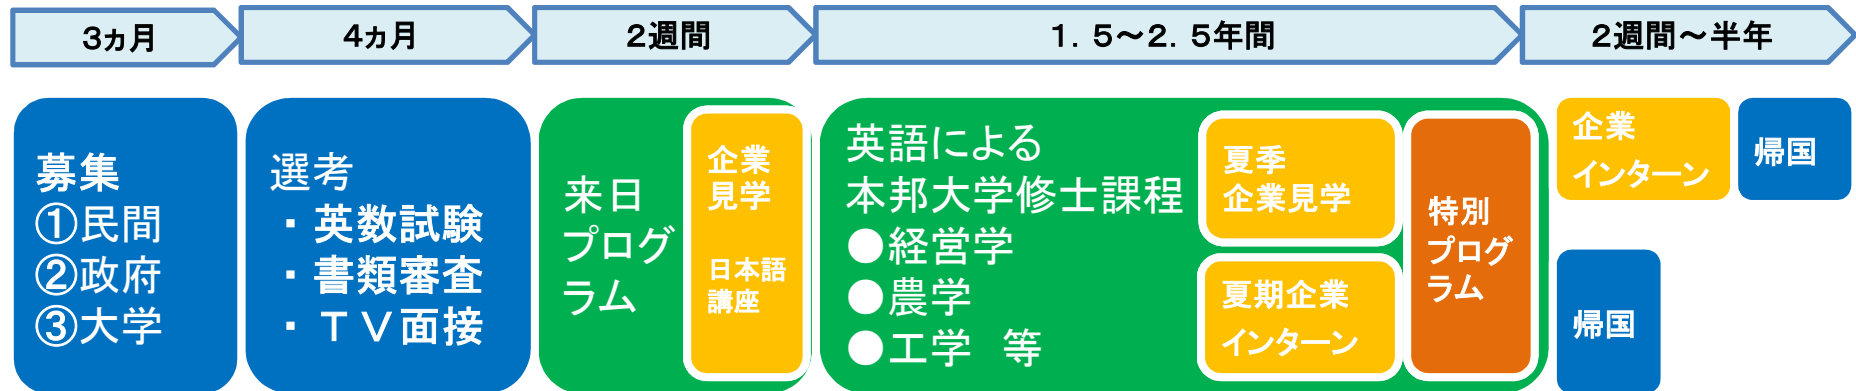 3ヵ月
4ヵ月
2週間
1．5～2．5年間
2週間～半年
募集
①民間
②政府
③大学
選考
・英数試験
・書類審査
・ＴＶ面接
来日
プログ
ラム
企業
見学
日本語
講座
英語による
本邦大学修士課程
●経営学
●農学
●工学　等
夏季
企業見学
夏期企業
インターン
特別
プログ
ラム
企業
インターン
帰国
帰国